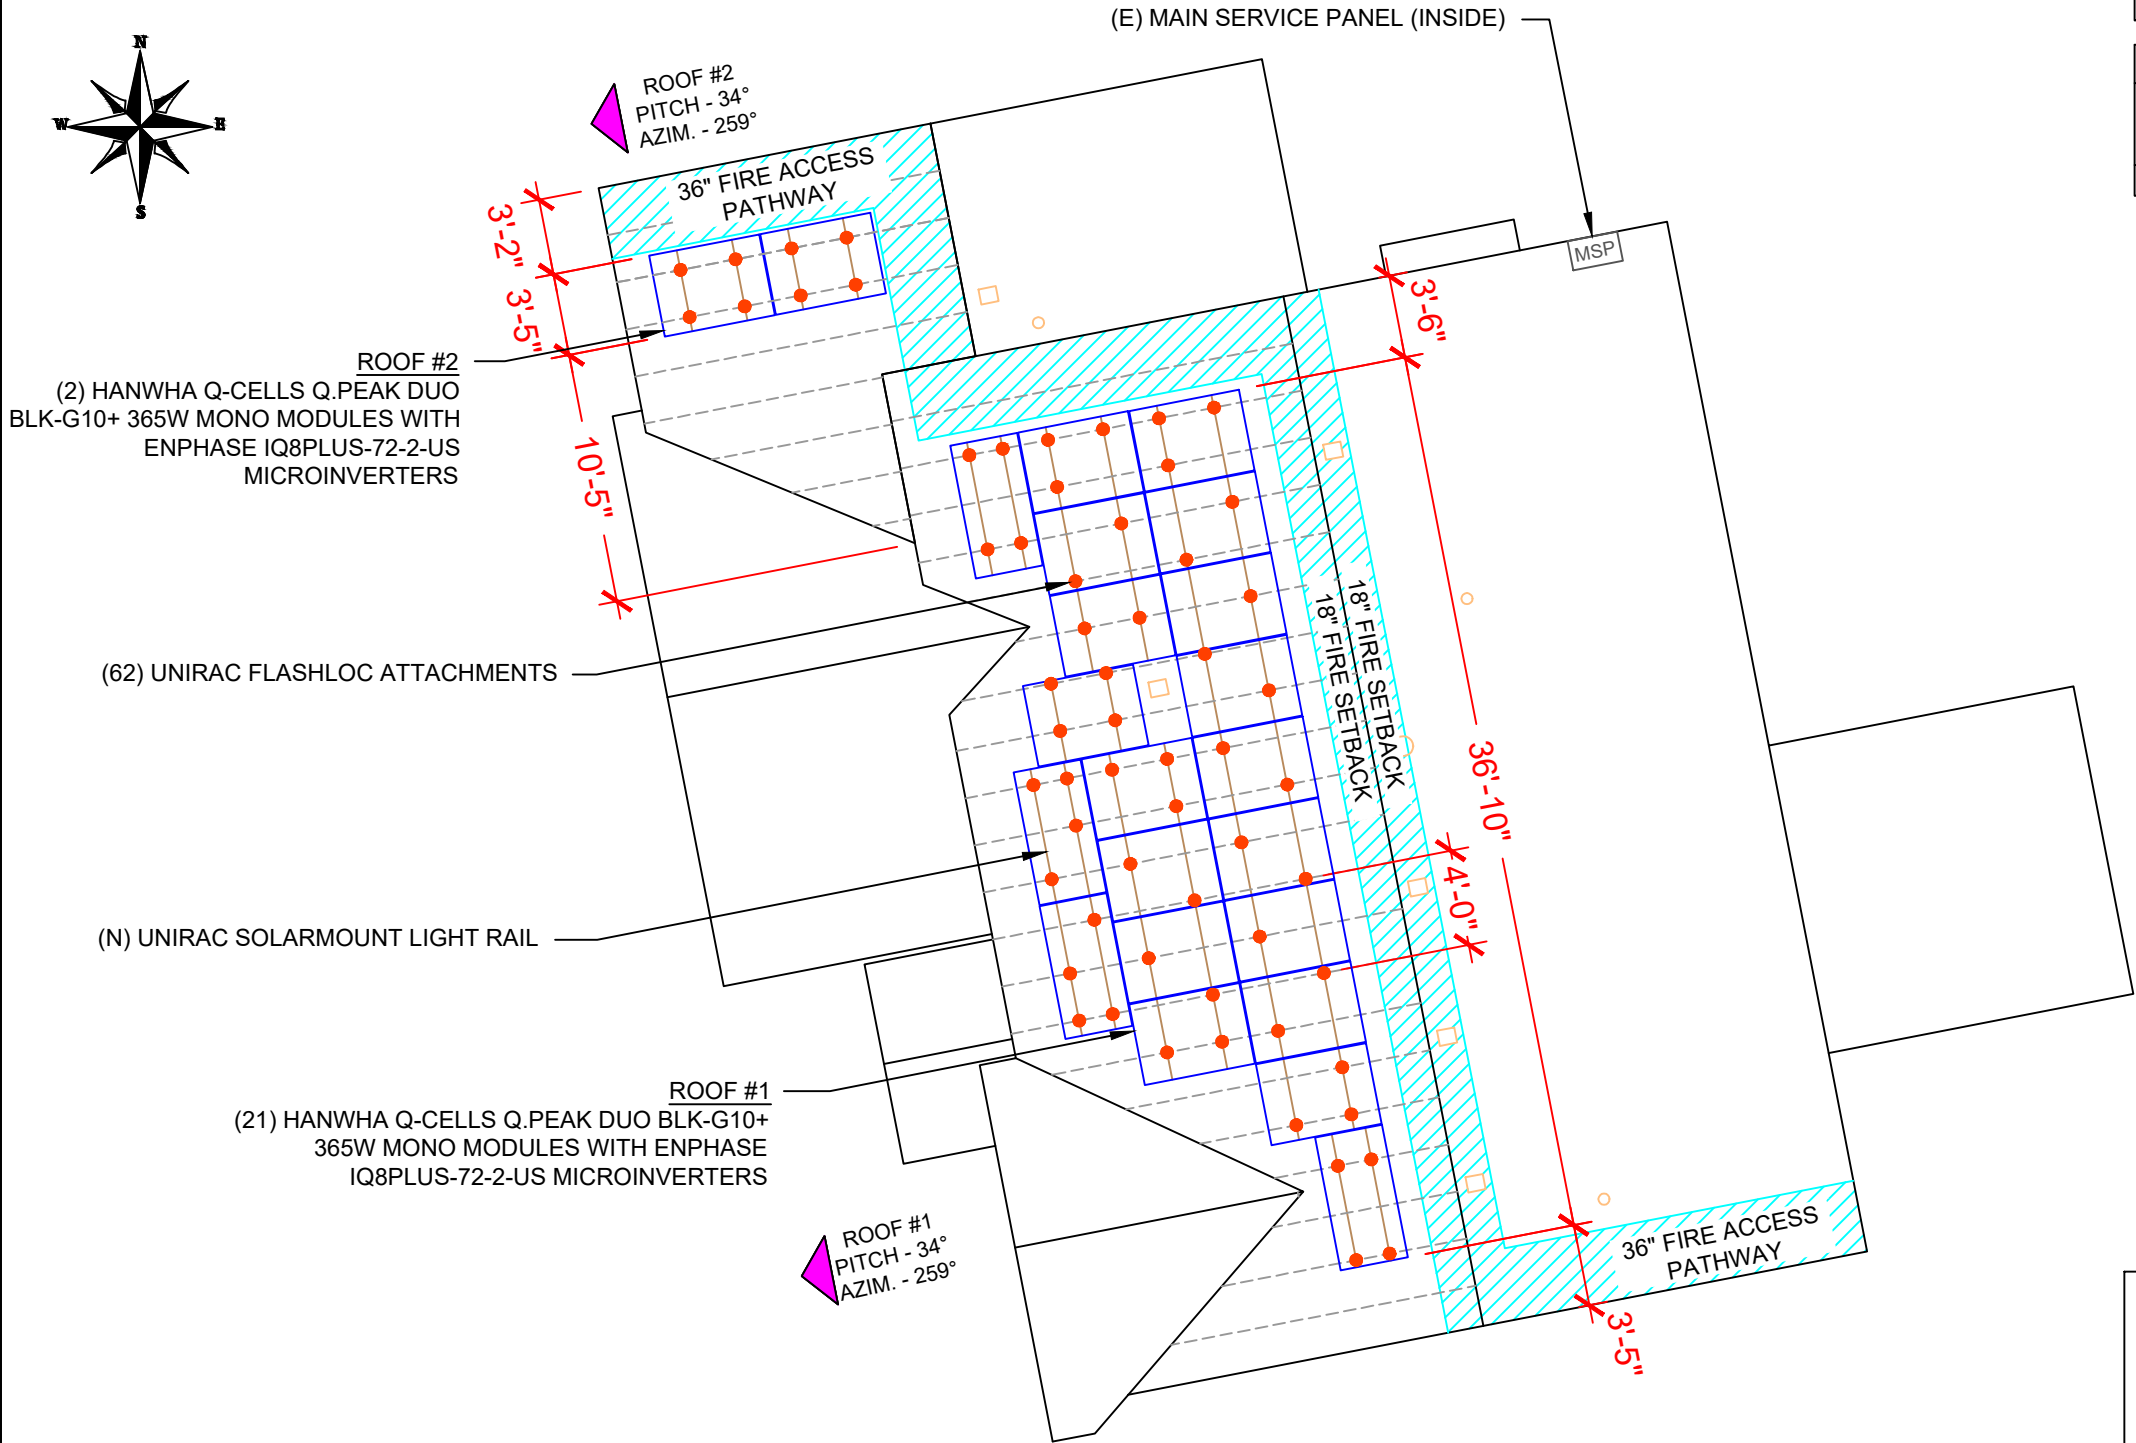 (E) MAIN SERVICE PANEL (INSIDE)
N
W
E
S
ROOF #2
PITCH - 34°
AZIM. - 259°
36" FIRE ACCESS
PATHWAY
3'-2"
3'-5"
10'-5"
MSP
3'-6"
ROOF #2
(2) HANWHA Q-CELLS Q.PEAK DUO
BLK-G10+ 365W MONO MODULES WITH
ENPHASE IQ8PLUS-72-2-US
MICROINVERTERS
18" FIRE SETBACK
18" FIRE SETBACK
(62) UNIRAC FLASHLOC ATTACHMENTS
36'-10"
4'-0"
(N) UNIRAC SOLARMOUNT LIGHT RAIL
ROOF #1
(21) HANWHA Q-CELLS Q.PEAK DUO BLK-G10+
365W MONO MODULES WITH ENPHASE
IQ8PLUS-72-2-US MICROINVERTERS
ROOF #1
PITCH - 34°
AZIM. - 259°
36" FIRE ACCESS
PATHWAY
3'-5"